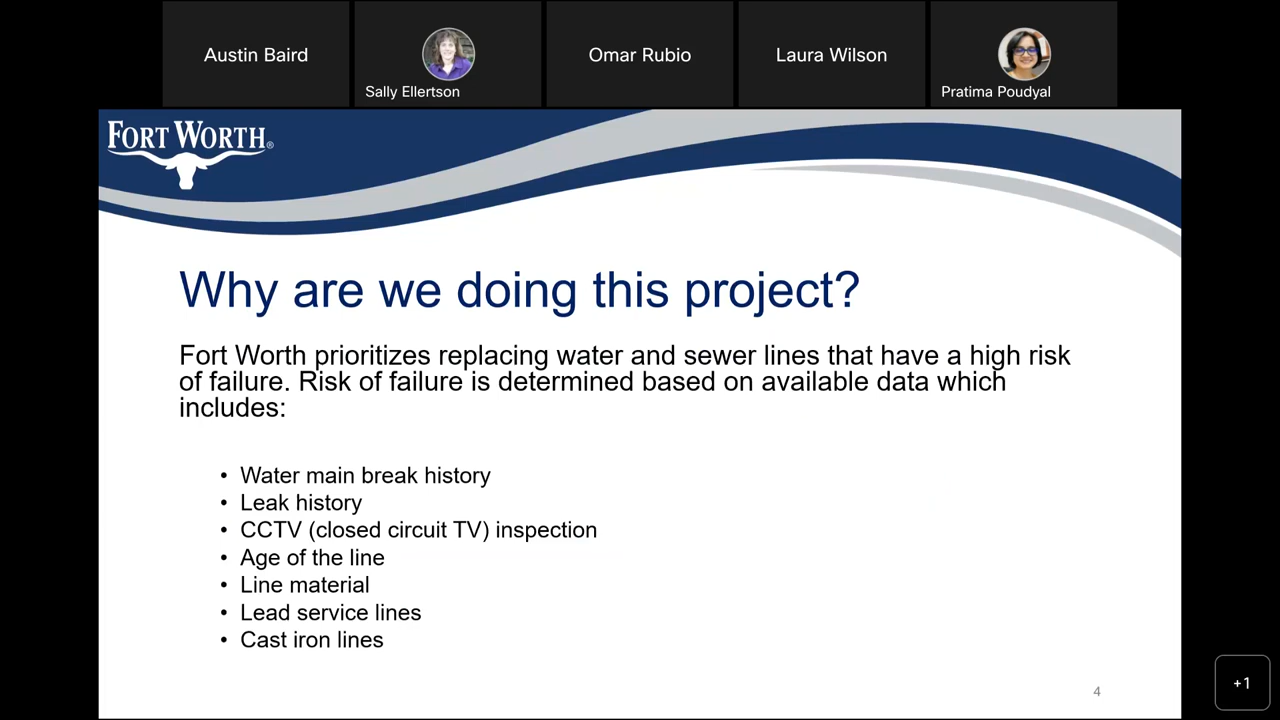 Austin Baird
Sally Ellertson
Omar Rubio
Laura Wilson
Pratima Poudyal
FORT WORTH®
Why are we doing this project?
Fort Worth prioritizes replacing water and sewer lines that have a high risk
of failure. Risk of failure is determined based on available data which
includes:
• Water main break history
• Leak history
• CCTV (closed circuit TV) inspection
• Age of the line
• Line material
• Lead service lines
• Cast iron lines
4
+1